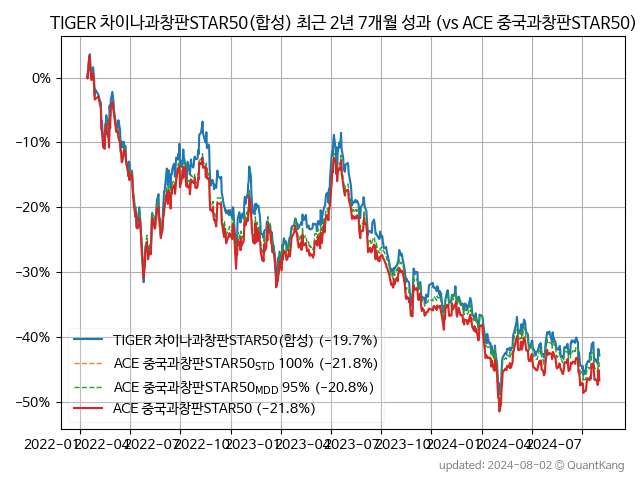 TIGER 차이나과창판STAR50(합성) 최근 2년 7개월 성과 (vs ACE 중국과창판STAR50)
0%
−10%
−20%
−30%
−40%
−50%
TIGER 차이나과창판STAR50(합성) (−19.7%)
ACE 중국과창판STAR50STD 100% (−21.8%)
ACE 중국과창판STAR50MDD 95% (−20.8%)
ACE 중국과창판STAR50 (−21.8%)
2022-01 2022-04 2022-07 2022-10 2023-01 2023-04 2023-07 2023-10 2024-01 2024-04 2024-07
updated: 2024-08-02 © QuantKang